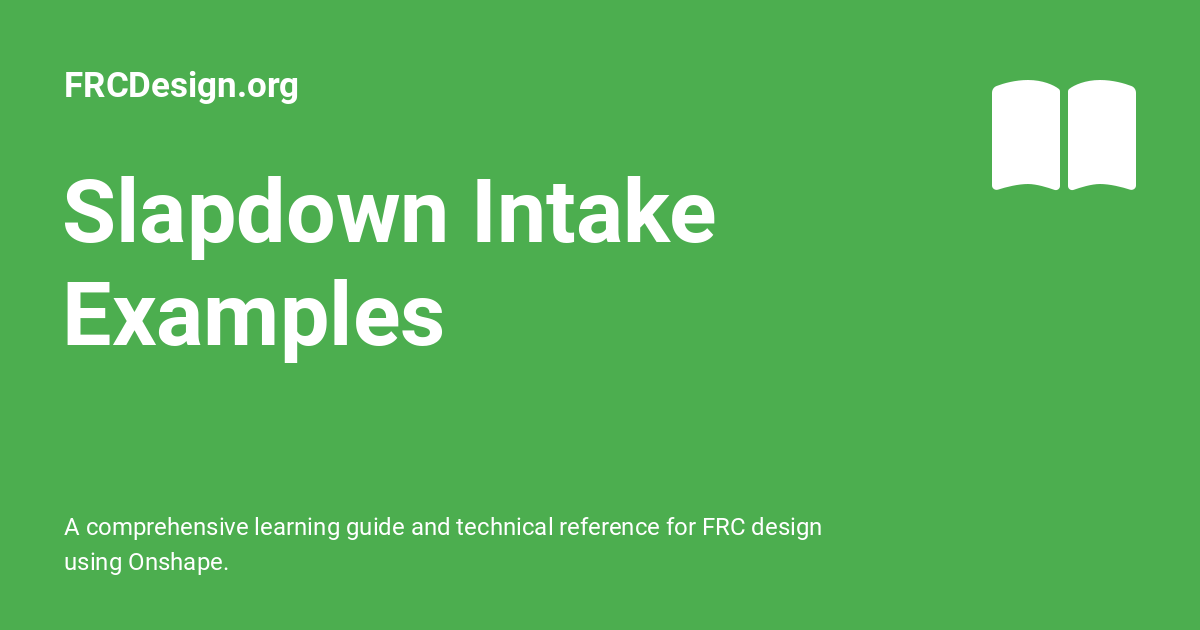 FRCDesign.org
Slapdown Intake
Examples
A comprehensive learning guide and technical reference for FRC design
using Onshape.